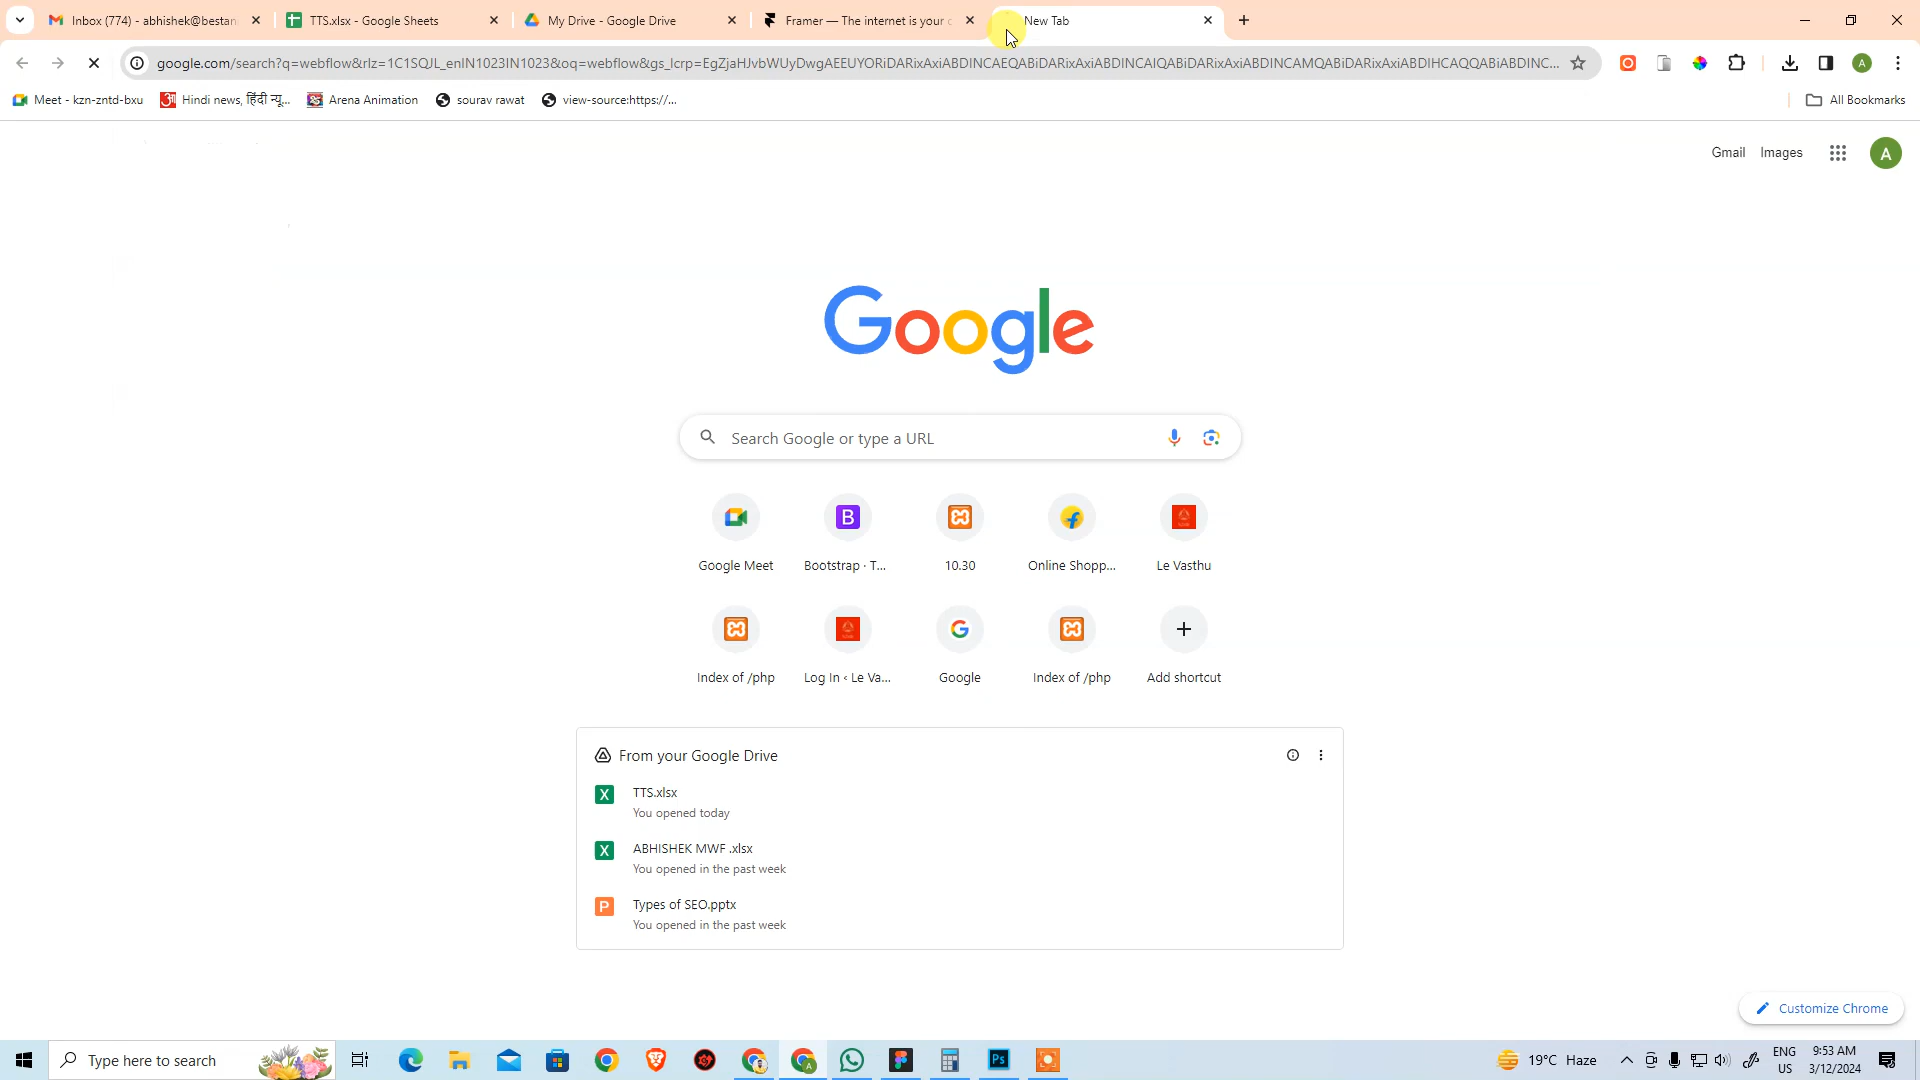 Inbox (774) - abhishek@bestan
TTS.xlsx - Google Sheets
My Drive - Google Drive
Framer — The internet is your c
New Tab
google.com/search?q=webflow&rlz=1C1SQJL_enIN1023IN1023&oq=webflow&gs_lcrp=EgZjaHJvbWUyDwgAEEUYORiDARixAxiABDINCAEQABiDARixAxiABDINCAIQABiDARixAxiABDINCAMQABiDARixAxiABDIHCAQQABiABDINC...
Meet - kzn-zntd-bxu
Hindi news, हिंदी न्यू...
Arena Animation
sourav rawat
view-source:https://...
All Bookmarks
Gmail
Images
A
Google
Search Google or type a URL
Google Meet
Bootstrap · T...
10.30
Online Shopp...
Le Vasthu
Index of /php
Log In ‹ Le Va...
Google
Index of /php
Add shortcut
From your Google Drive
TTS.xlsx
You opened today
ABHISHEK MWF .xlsx
You opened in the past week
Types of SEO.pptx
You opened in the past week
Customize Chrome
Type here to search
19°C Haze
ENG
US
9:53 AM
3/12/2024